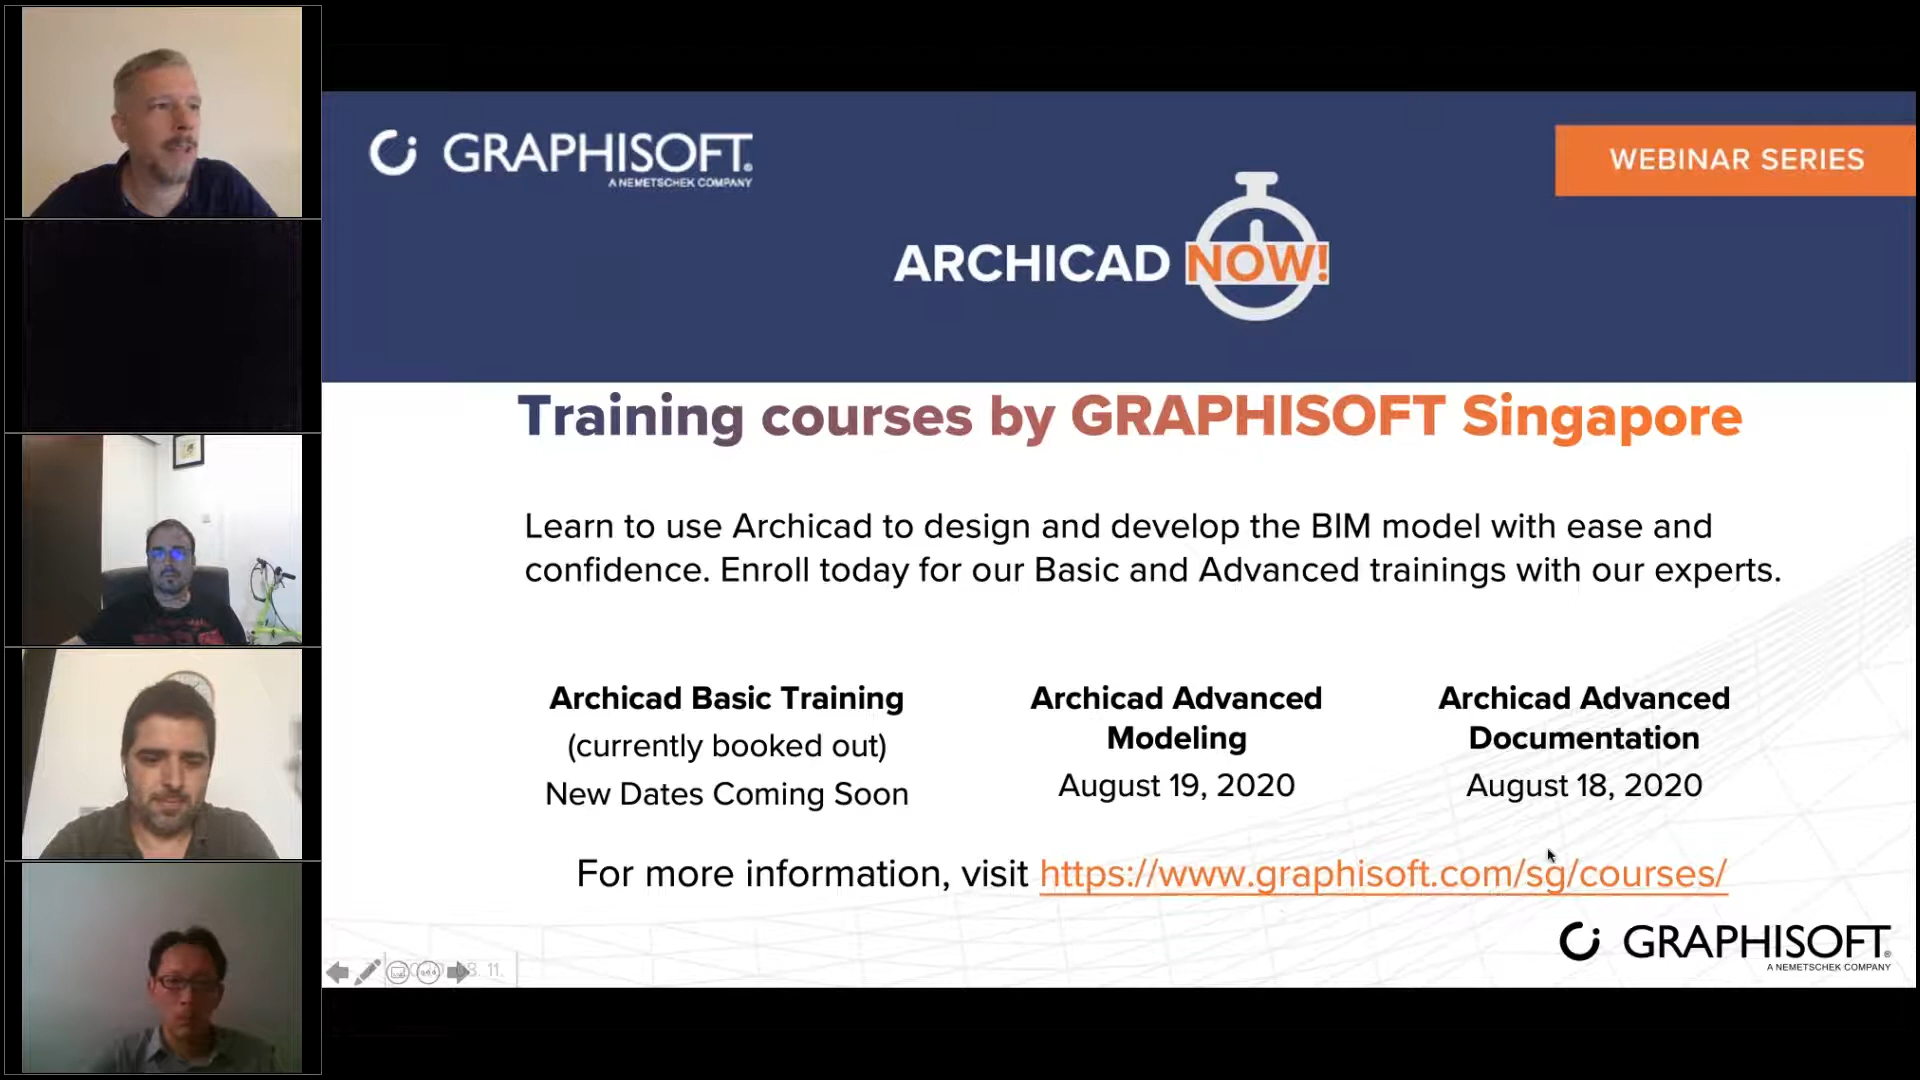 GRAPHISOFT.
A NEMETSCHEK COMPANY
WEBINAR SERIES
ARCHICAD NOW!
Training courses by GRAPHISOFT Singapore
Learn to use Archicad to design and develop the BIM model with ease and
confidence. Enroll today for our Basic and Advanced trainings with our experts.
Archicad Basic Training
(currently booked out)
New Dates Coming Soon
Archicad Advanced
Modeling
August 19, 2020
Archicad Advanced
Documentation
August 18, 2020
For more information, visit https://www.graphisoft.com/sg/courses/
GRAPHISOFT.
A NEMETSCHEK COMPANY